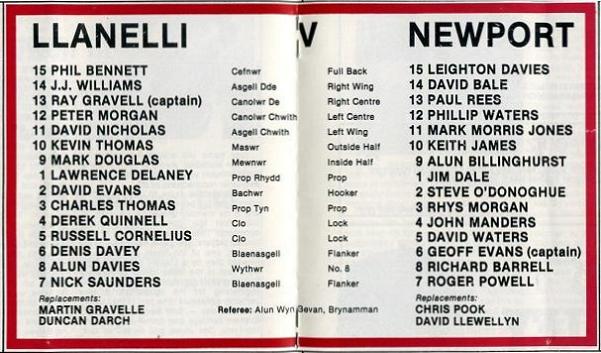 LLANELLI V NEWPORT
15 PHIL BENNETT Cefnwr Full Back 15 LEIGHTON DAVIES
14 J.J. WILLIAMS Asgell Dde Right Wing 14 DAVID BALE
13 RAY GRAVELL (captain) Canolwr De Right Centre 13 PAUL REES
12 PETER MORGAN Canolwr Chwith Left Centre 12 PHILLIP WATERS
11 DAVID NICHOLAS Asgell Chwith Left Wing 11 MARK MORRIS JONES
10 KEVIN THOMAS Maswr Outside Half 10 KEITH JAMES
9 MARK DOUGLAS Mewnwr Inside Half 9 ALUN BILLINGHURST
1 LAWRENCE DELANEY Prop Rhydd Prop 1 JIM DALE
2 DAVID EVANS Bachwr Hooker 2 STEVE O'DONOGHUE
3 CHARLES THOMAS Prop Tyn Prop 3 RHYS MORGAN
4 DEREK QUINNELL Clo Lock 4 JOHN MANDERS
5 RUSSELL CORNELIUS Clo Lock 5 DAVID WATERS
6 DENIS DAVEY Blaenasgell Flanker 6 GEOFF EVANS (captain)
8 ALUN DAVIES Wythwr No. 8 8 RICHARD BARRELL
7 NICK SAUNDERS Blaenasgell Flanker 7 ROGER POWELL
Replacements: Replacements:
MARTIN GRAVELLE Referee: Alun Wyn Bevan, Brynamman CHRIS POOK
DUNCAN DARCH DAVID LLEWELLYN